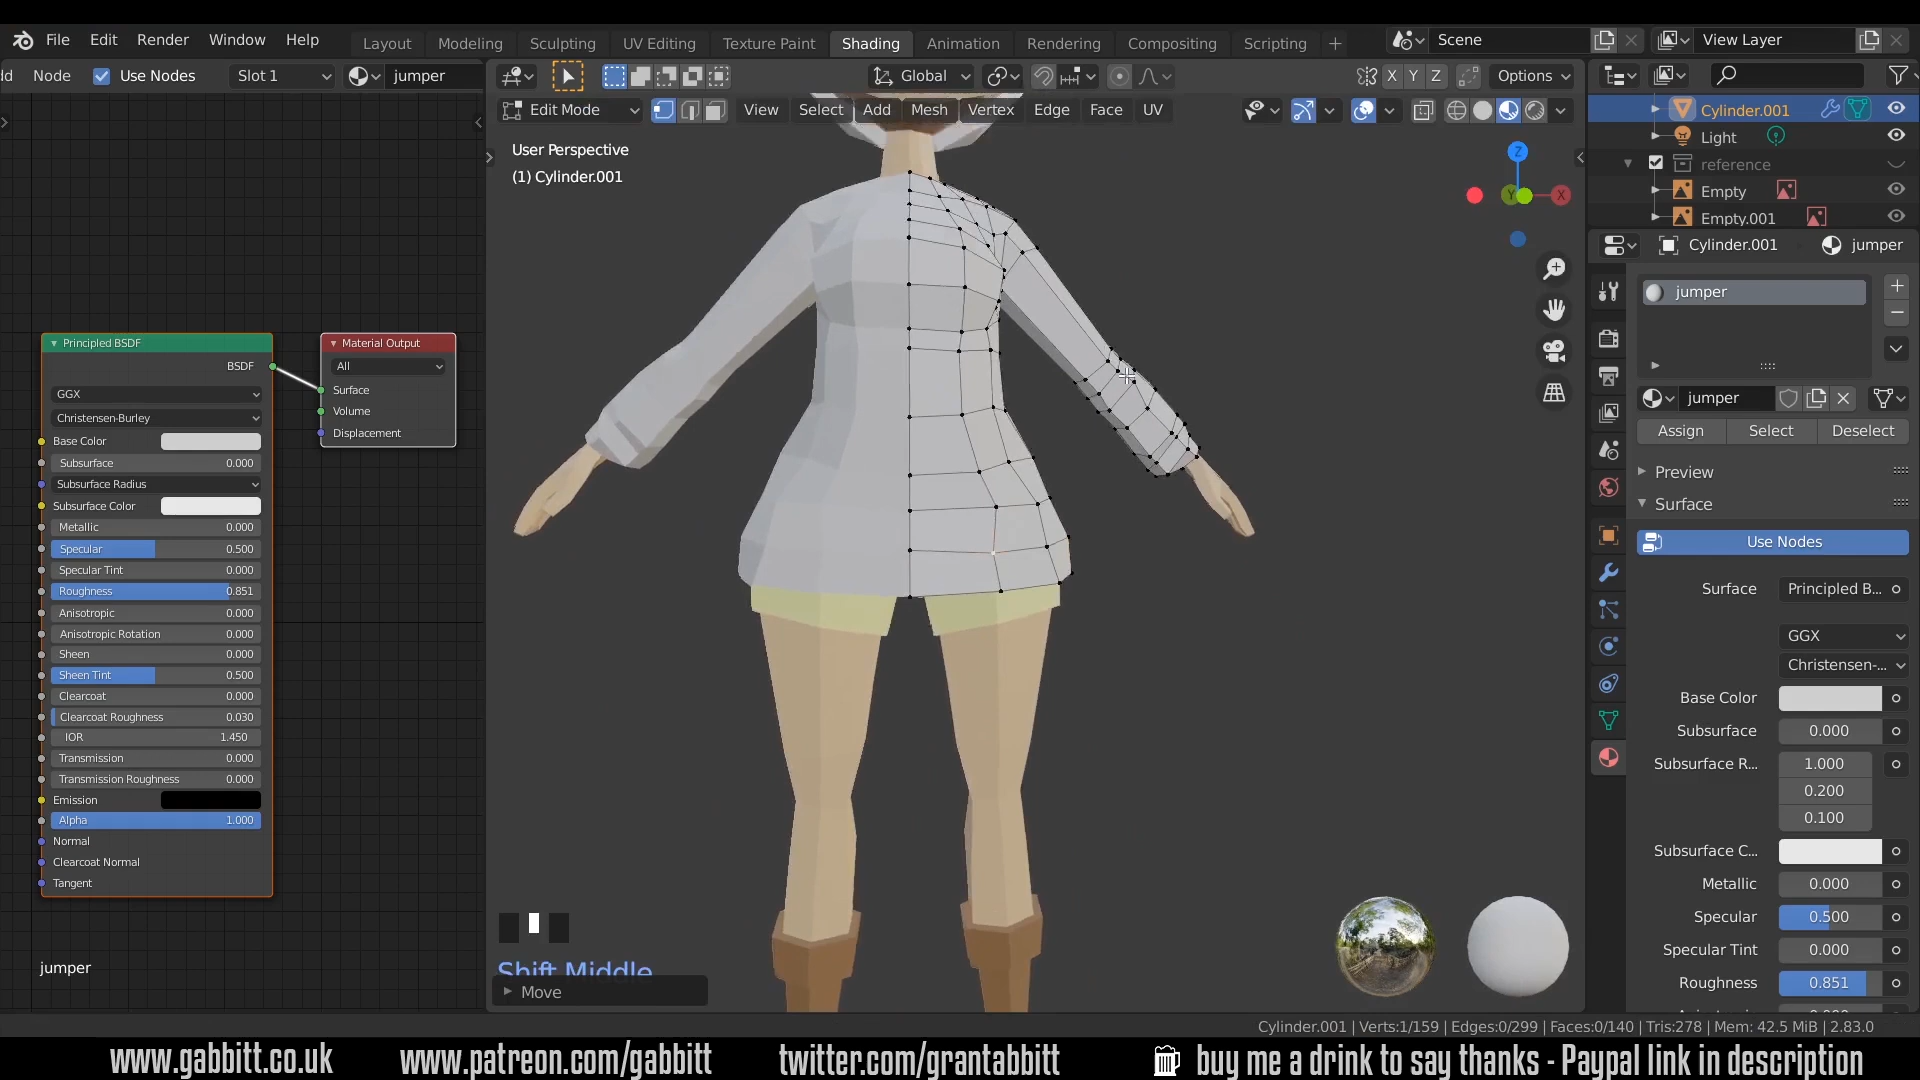 File Edit Render Window Help Layout Modeling Sculpting UV Editing Texture Paint Shading Animation Rendering Compositing Scripting + Scene View Layer
Node Use Nodes Slot 1 jumper Global X Y Z Options
Edit Mode View Select Add Mesh Vertex Edge Face UV
User Perspective
(1) Cylinder.001
Z
Y
X
Principled BSDF
BSDF
GGX
Christensen-Burley
Base Color
Subsurface 0.000
Subsurface Radius
Subsurface Color
Metallic 0.000
Specular 0.500
Specular Tint 0.000
Roughness 0.851
Anisotropic 0.000
Anisotropic Rotation 0.000
Sheen 0.000
Sheen Tint 0.500
Clearcoat 0.000
Clearcoat Roughness 0.030
IOR 1.450
Transmission 0.000
Transmission Roughness 0.000
Emission
Alpha 1.000
Normal
Clearcoat Normal
Tangent
Material Output
All
Surface
Volume
Displacement
jumper
Shift Middle
Move
Cylinder.001
Light
reference
Empty
Empty.001
Cylinder.001 jumper
jumper
jumper
Assign Select Deselect
Preview
Surface
Use Nodes
Surface Principled B...
GGX
Christensen-...
Base Color
Subsurface 0.000
Subsurface R... 1.000
0.200
0.100
Subsurface C...
Metallic 0.000
Specular 0.500
Specular Tint 0.000
Roughness 0.851
Cylinder.001 | Verts:1/159 | Edges:0/299 | Faces:0/140 | Tris:278 | Mem: 42.5 MiB | 2.83.0
www.gabbitt.co.uk www.patreon.com/gabbitt twitter.com/grantabbitt buy me a drink to say thanks - Paypal link in description